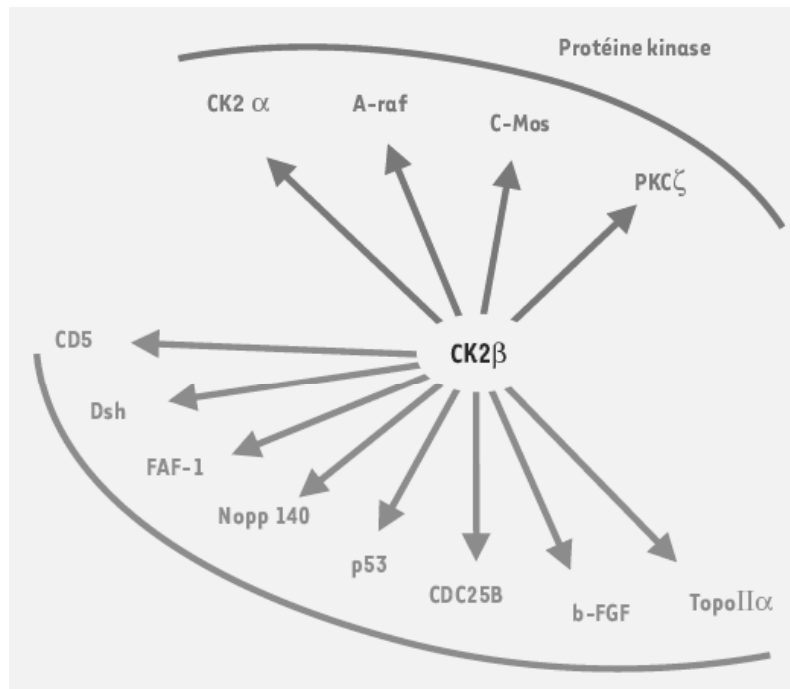 Protéine kinase
CK2 α
A-raf
C-Mos
PKCζ
CK2β
CD5
Dsh
FAF-1
Nopp 140
p53
CDC25B
b-FGF
TopoIIα